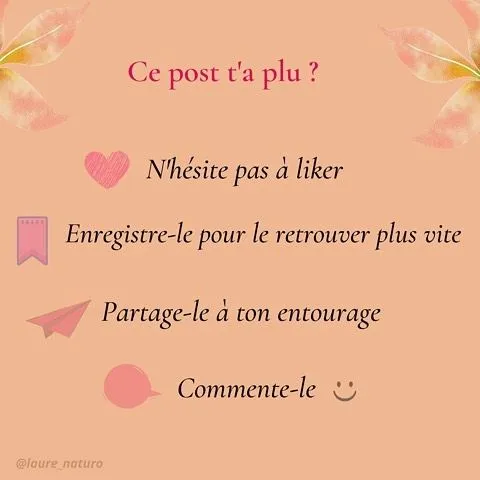 Ce post t'a plu ?
N'hésite pas à liker
Enregistre-le pour le retrouver plus vite
Partage-le à ton entourage
Commente-le
@laure_naturo